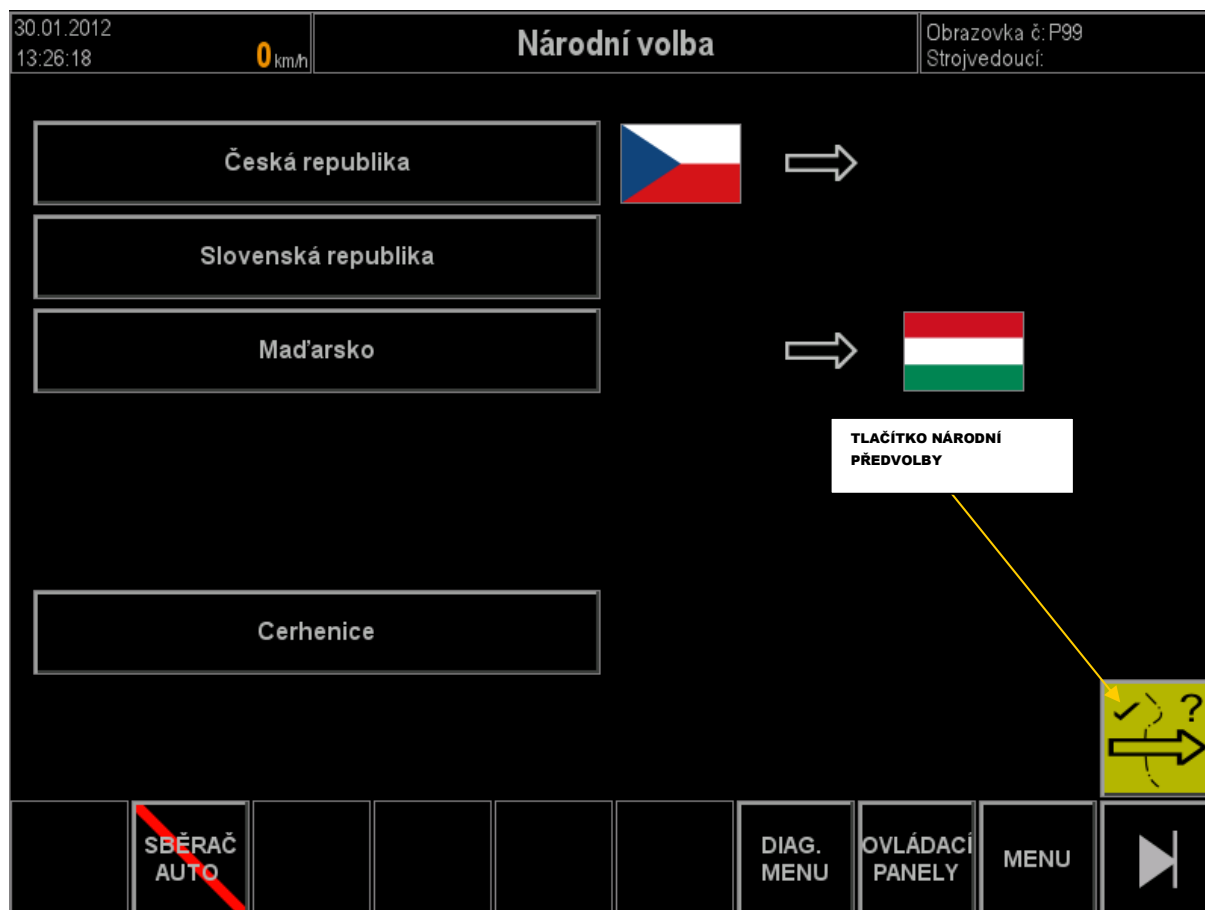 30.01.2012
13:26:18
0 km/h
Národní volba
Obrazovka č: P99
Strojvedoucí:
Česká republika
Slovenská republika
Maďarsko
TLAČÍTKO NÁRODNÍ
PŘEDVOLBY
Cerhenice
?
SBĚRAČ
AUTO
DIAG.
MENU
OVLÁDACÍ
PANELY
MENU